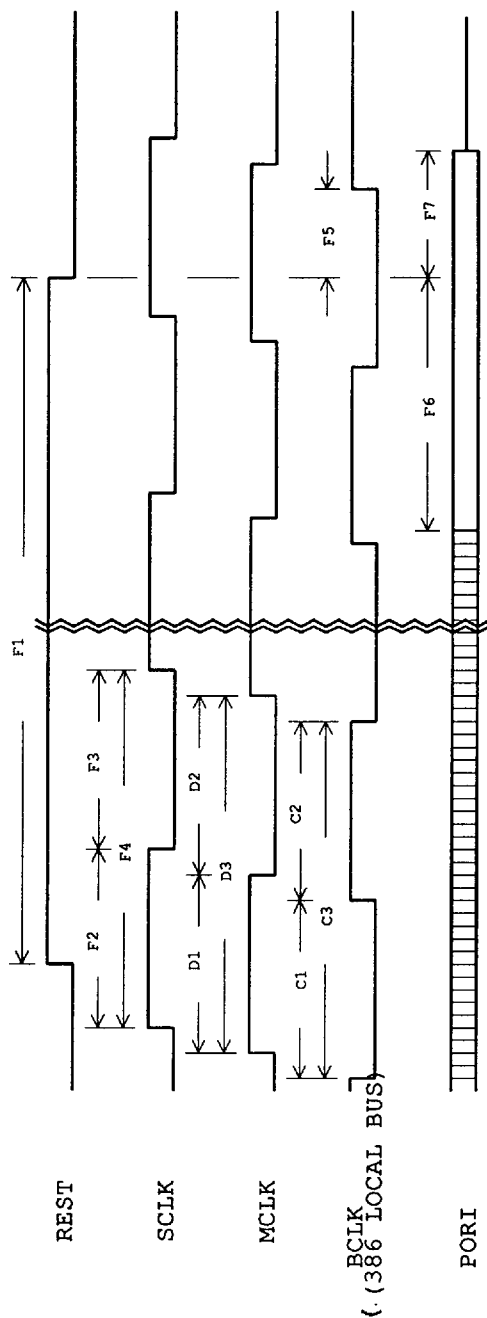 REST
F1
SCLK
F2
F3
F4
MCLK
D1
D2
D3
BCLK
(.(386 LOCAL BUS)
C1
C2
C3
F5
PORI
F6
F7